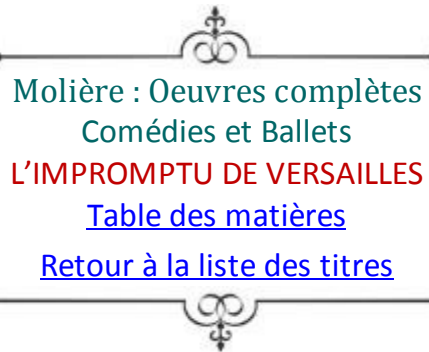 Molière : Oeuvres complètes
Comédies et Ballets
L’IMPROMPTU DE VERSAILLES
Table des matières
Retour à la liste des titres